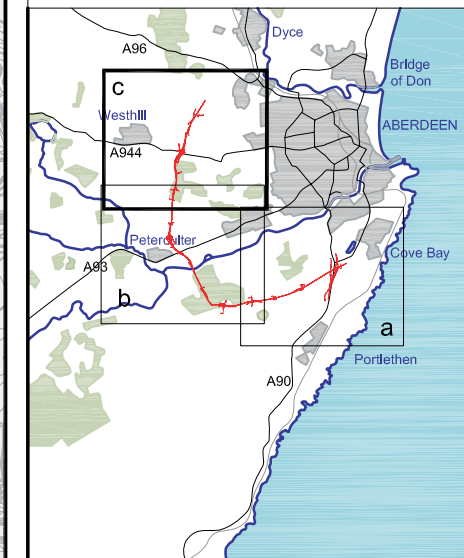 A96
Dyce
Bridge
of Don
c
Westhill
ABERDEEN
A944
Peterculter
A93
Cove Bay
b
a
Portlethen
A90